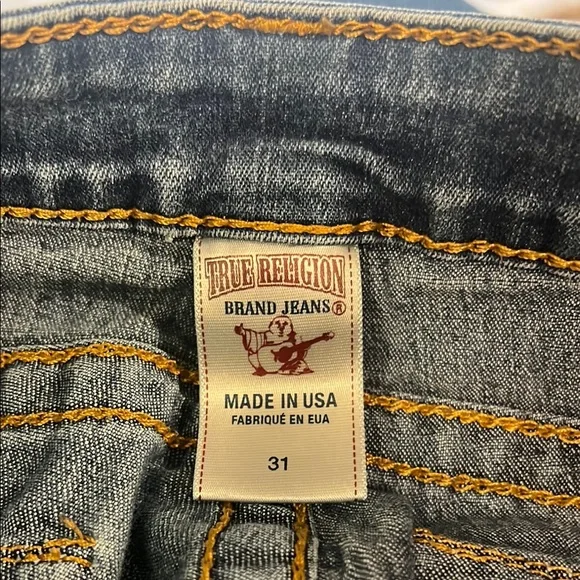 TRUE RELIGION
BRAND JEANS®
MADE IN USA
FABRIQUÉ EN EUA
31